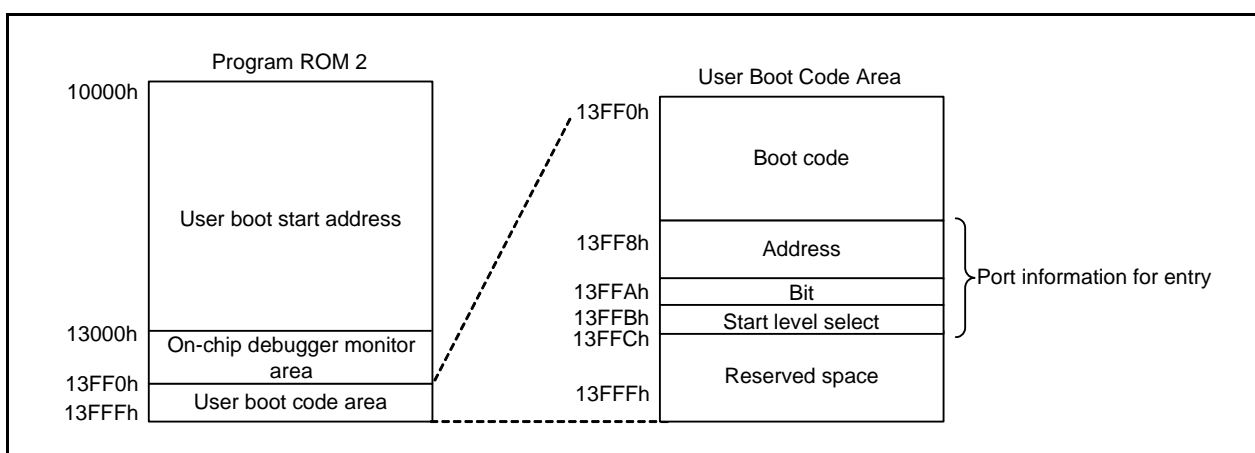 Program ROM 2
10000h
User boot start address
13000h
On-chip debugger monitor
area
13FF0h
User boot code area
13FFFh
User Boot Code Area
13FF0h
Boot code
13FF8h
Address
Port information for entry
13FFAh
Bit
13FFBh
Start level select
13FFCh
Reserved space
13FFFh